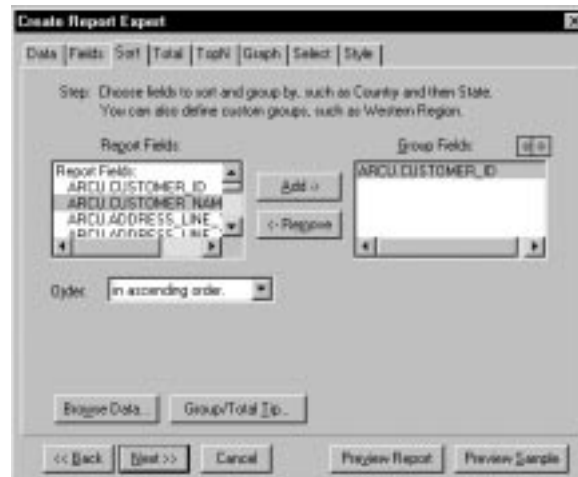 Create Report Expert
Data Fields Sort Total TopN Graph Select Style
Step: Choose fields to sort and group by, such as Country and then State.
You can also define custom groups, such as Western Region.
Report Fields:
Group Fields:
Report Fields:
ARCU.CUSTOMER_ID
ARCU.CUSTOMER_NAM
ARCU.ADDRESS_LINE_
ARCU.ADDRESS_LINE_
Add ->
<- Remove
ARCU.CUSTOMER_ID
Order:
in ascending order.
Browse Data...
Group/Total Tip...
<< Back
Next >>
Cancel
Preview Report
Preview Sample